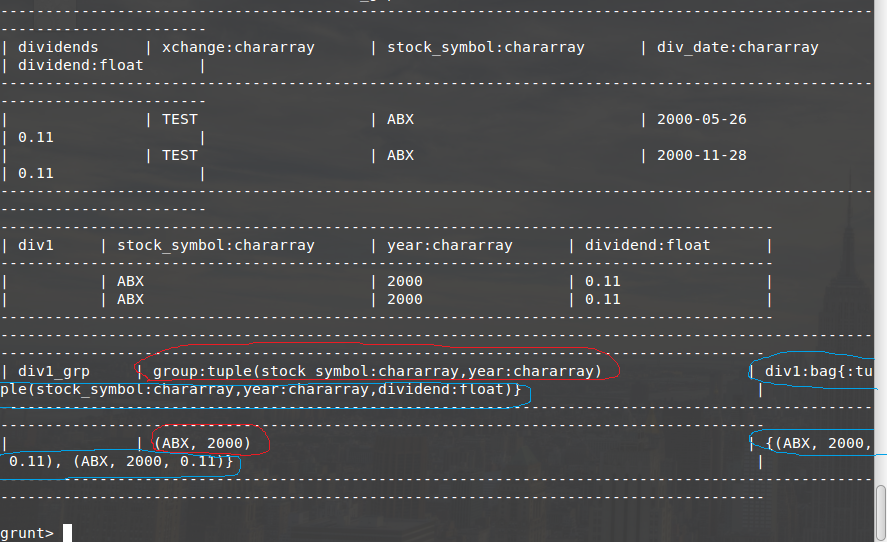 | dividends | xchange:chararray | stock_symbol:chararray | div_date:chararray
| dividend:float |
| | TEST | ABX | 2000-05-26
| 0.11 |
| | TEST | ABX | 2000-11-28
| 0.11 |
| div1 | stock_symbol:chararray | year:chararray | dividend:float |
| | ABX | 2000 | 0.11 |
| | ABX | 2000 | 0.11 |
| div1_grp | group:tuple(stock_symbol:chararray,year:chararray) | div1:bag{:tu
ple(stock_symbol:chararray,year:chararray,dividend:float)} |
| | (ABX, 2000) | {(ABX, 2000,
0.11), (ABX, 2000, 0.11)} |
grunt>